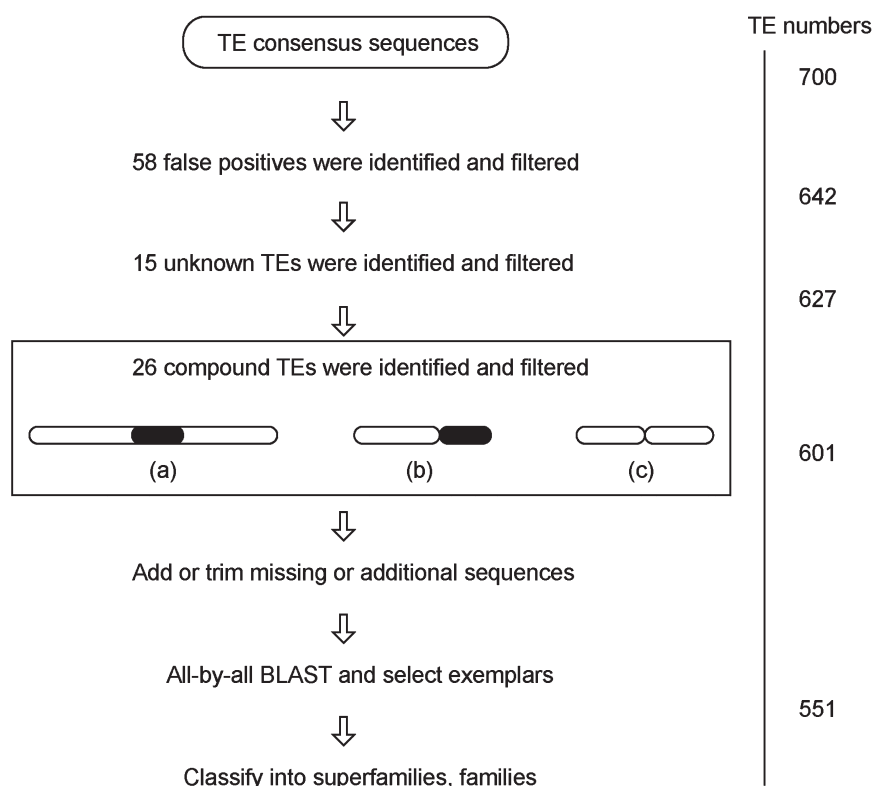 TE numbers
TE consensus sequences
700
58 false positives were identified and filtered
642
15 unknown TEs were identified and filtered
627
26 compound TEs were identified and filtered
(a) (b) (c)
601
Add or trim missing or additional sequences
All-by-all BLAST and select exemplars
551
Classify into superfamilies, families